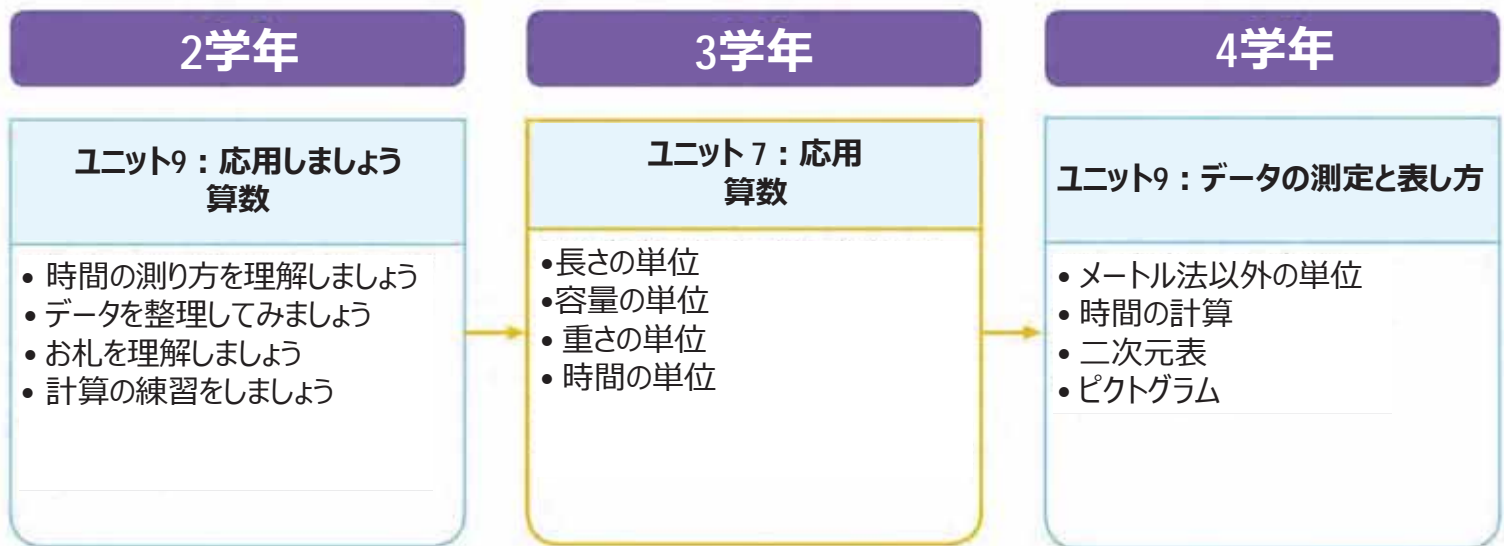 2学年
ユニット9：応用しましょう
算数
• 時間の測り方を理解しましょう
• データを整理してみましょう
• お札を理解しましょう
• 計算の練習をしましょう
3学年
ユニット 7：応用
算数
•長さの単位
•容量の単位
• 重さの単位
• 時間の単位
4学年
ユニット9：データの測定と表し方
• メートル法以外の単位
• 時間の計算
• 二次元表
• ピクトグラム